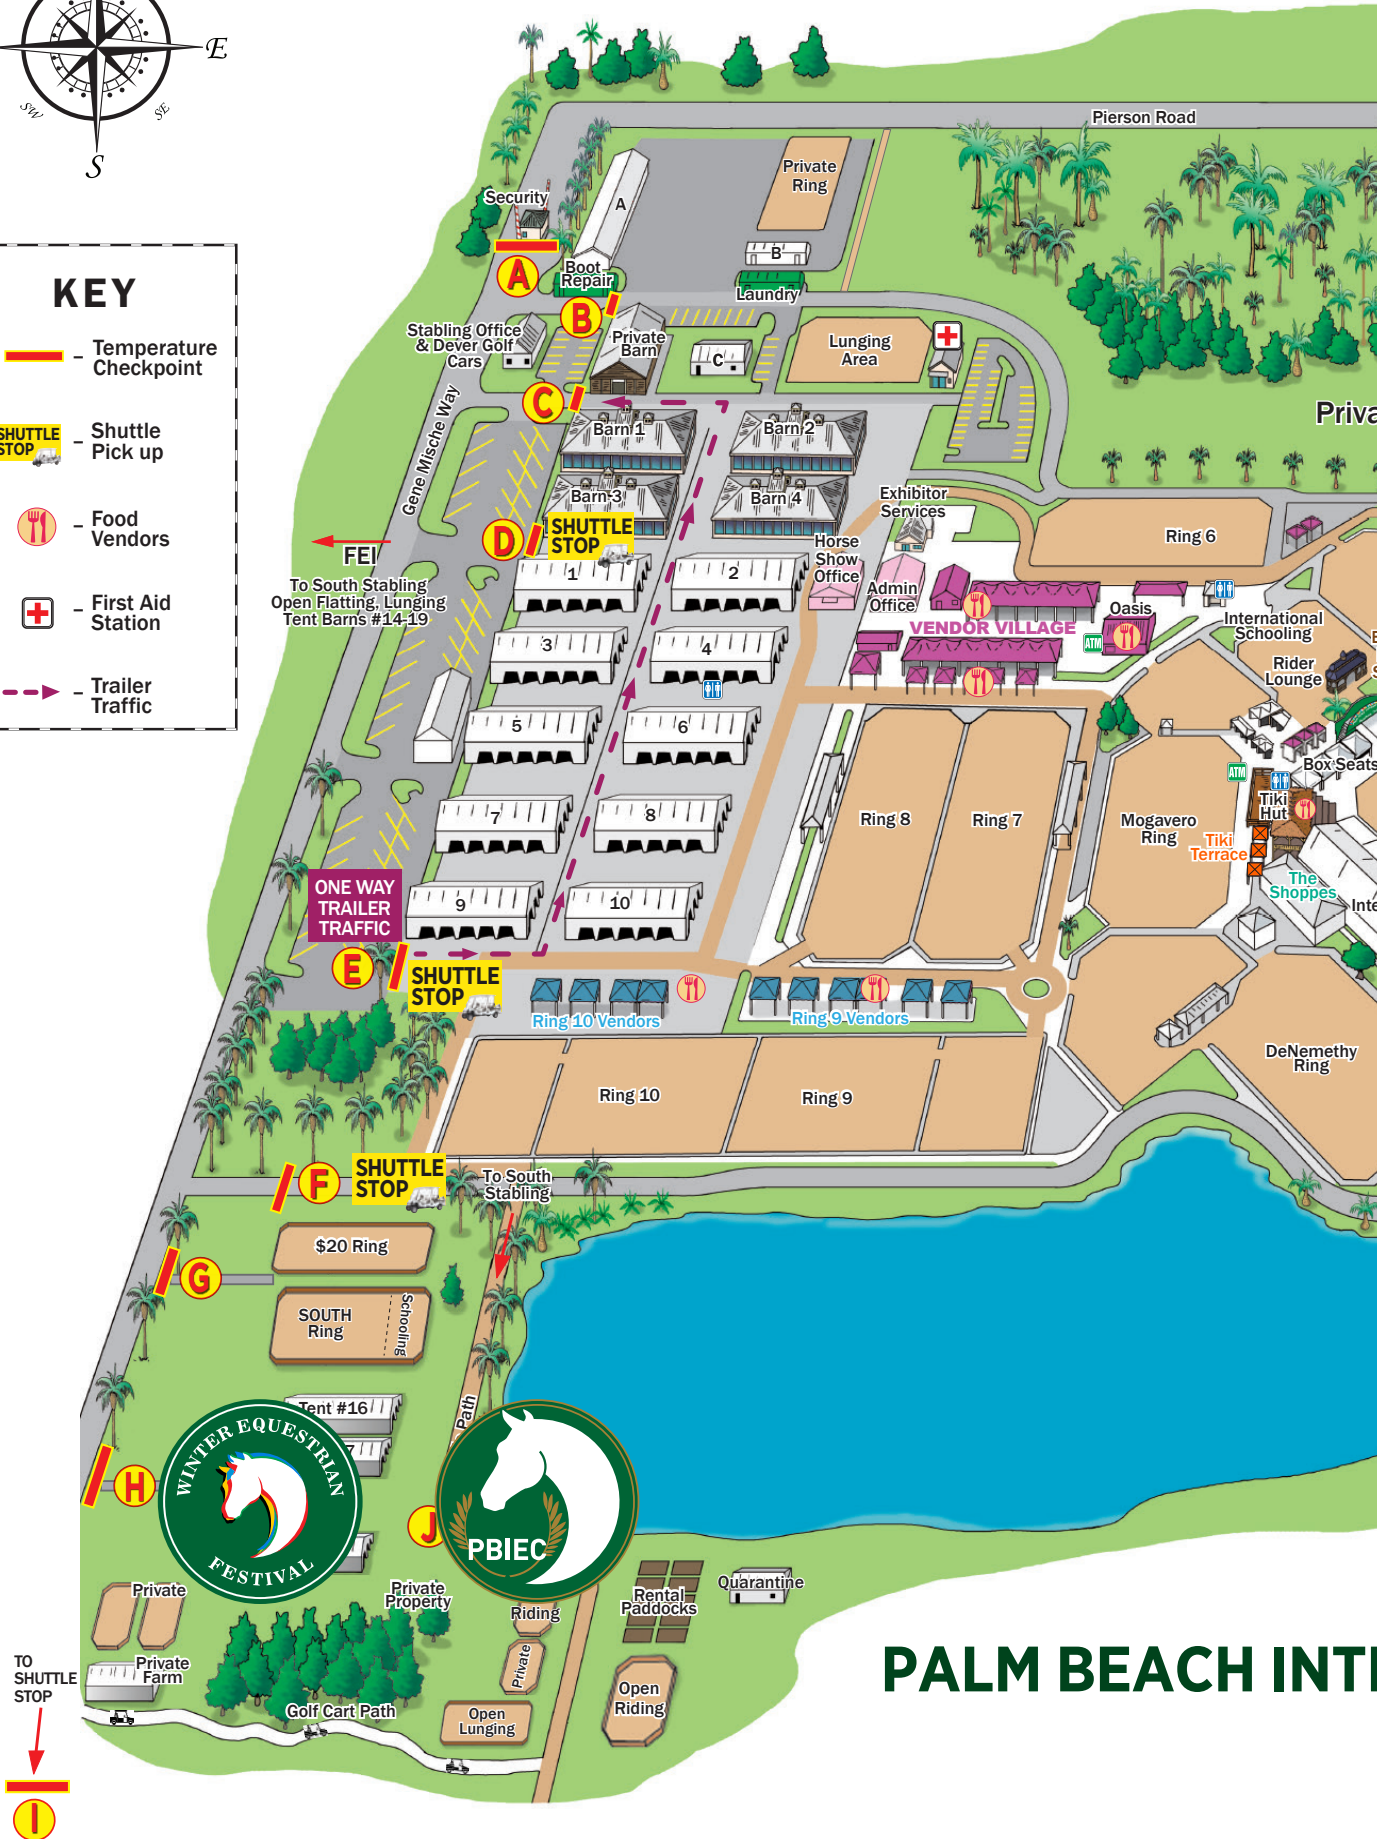 E
SW
SE
S
Pierson Road
Private
Ring
Security
A
KEY
Temperature
Checkpoint
SHUTTLE
STOP
Shuttle
Pick up
Food
Vendors
First Aid
Station
Trailer
Traffic
A
Boot
Repair
B
Laundry
B
Stabling Office
& Dever Golf
Cars
Private
Barn
C
Lunging
Area
C
Gene Mische Way
Barn 1
Barn 2
Priva
Barn 3
Barn 4
Exhibitor
Services
D
SHUTTLE
STOP
Ring 6
FEI
To South Stabling
Open Flatting, Lunging
Tent Barns #14-19
Horse
Show
Office
Admin
Office
1
2
VENDOR VILLAGE
Oasis
ATM
International
Schooling
3
4
Rider
Lounge
5
6
Box Seats
ATM
Tiki
Hut
7
8
Ring 8
Ring 7
Mogavero
Ring
Tiki
Terrace
The
Shoppes
Inte
ONE WAY
TRAILER
TRAFFIC
9
10
E
SHUTTLE
STOP
Ring 10 Vendors
Ring 9 Vendors
DeNemethy
Ring
Ring 10
Ring 9
F
SHUTTLE
STOP
To South
Stabling
$20 Ring
G
SOUTH
Ring
Schooling
Tent #16
7
Path
H
WINTER EQUESTRIAN
FESTIVAL
J
PBIEC
Private
Private
Property
Riding
Rental
Paddocks
Quarantine
Private
Farm
Private
PALM BEACH INT
TO
SHUTTLE
STOP
Golf Cart Path
Open
Lunging
Open
Riding
I